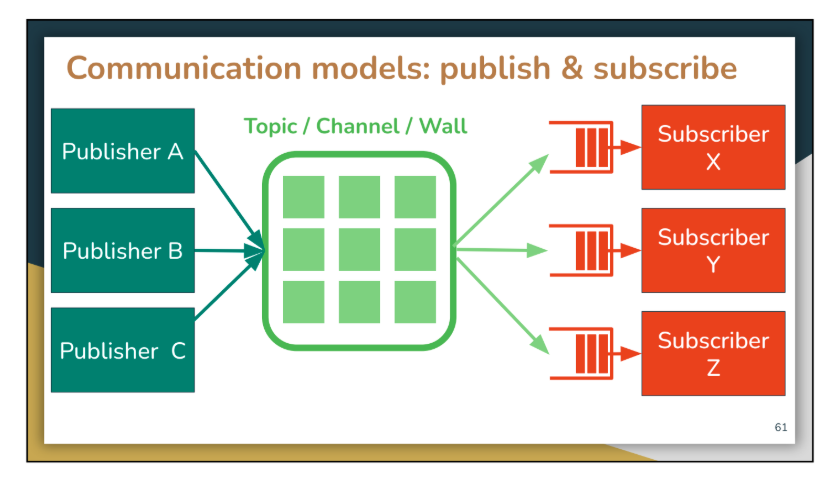 Communication models: publish & subscribe
Topic / Channel / Wall
Publisher A
Publisher B
Publisher C
Subscriber
X
Subscriber
Y
Subscriber
Z
61